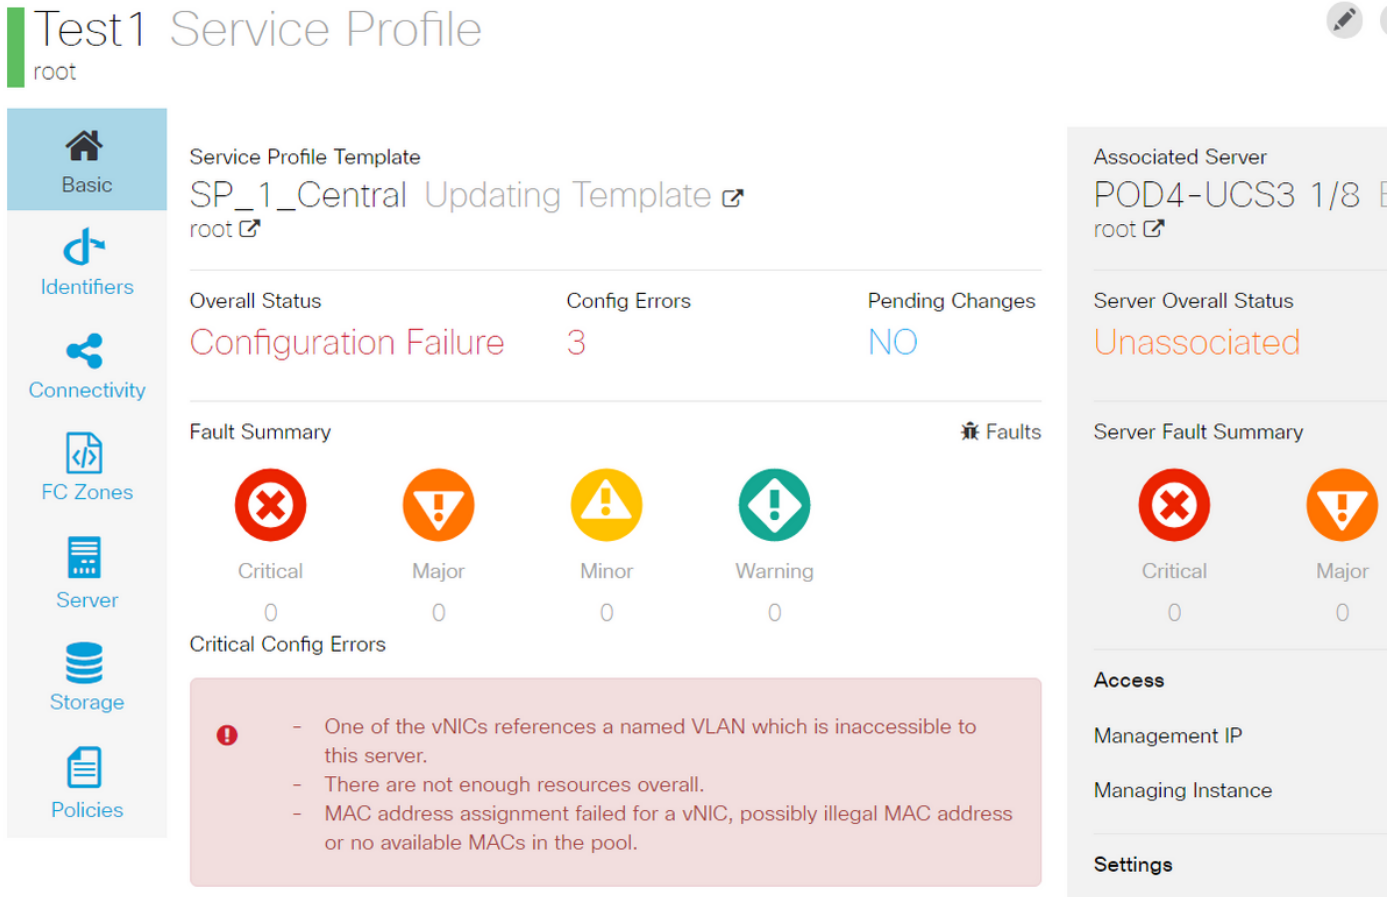 Test1 Service Profile
root
Basic
Identifiers
Connectivity
FC Zones
Server
Storage
Policies
Service Profile Template
SP_1_Central Updating Template
root
Overall Status
Configuration Failure
Config Errors
3
Pending Changes
NO
Fault Summary
Faults
Critical
Major
Minor
Warning
0
0
0
0
Critical Config Errors
- One of the vNICs references a named VLAN which is inaccessible to
this server.
- There are not enough resources overall.
- MAC address assignment failed for a vNIC, possibly illegal MAC address
or no available MACs in the pool.
Associated Server
POD4-UCS3 1/8
root
Server Overall Status
Unassociated
Server Fault Summary
Critical
Major
0
0
Access
Management IP
Managing Instance
Settings